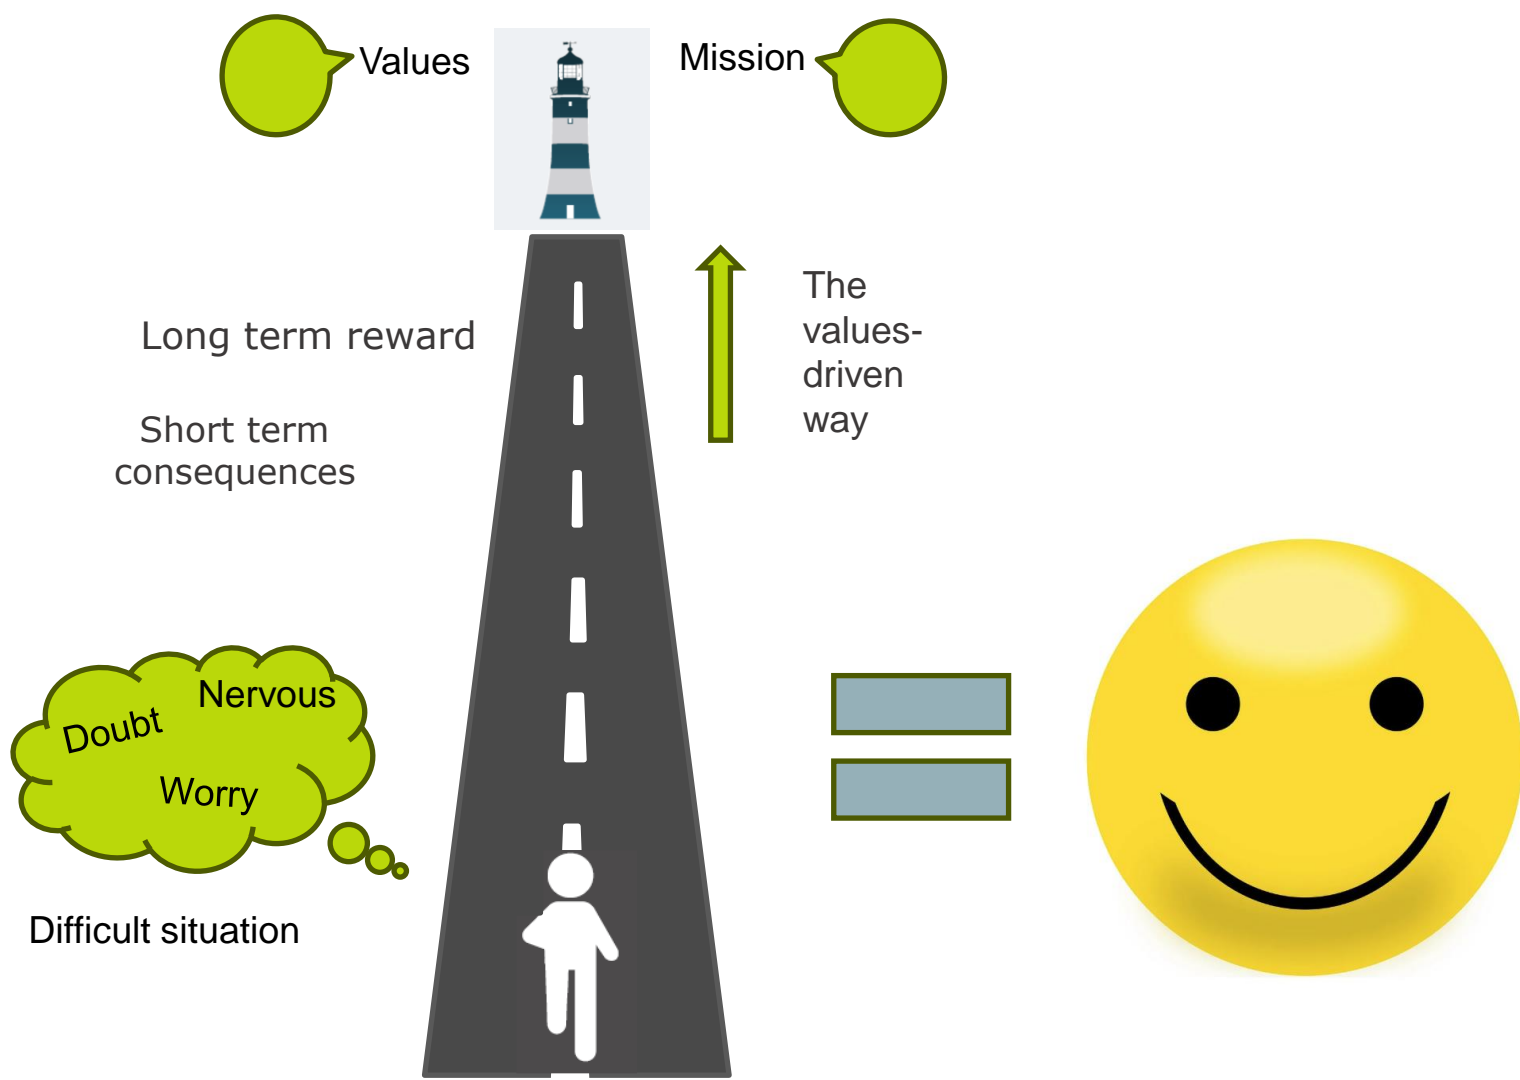 Values
Mission
The
values-
driven
way
Long term reward
Short term
consequences
Nervous
Doubt
Worry
Difficult situation